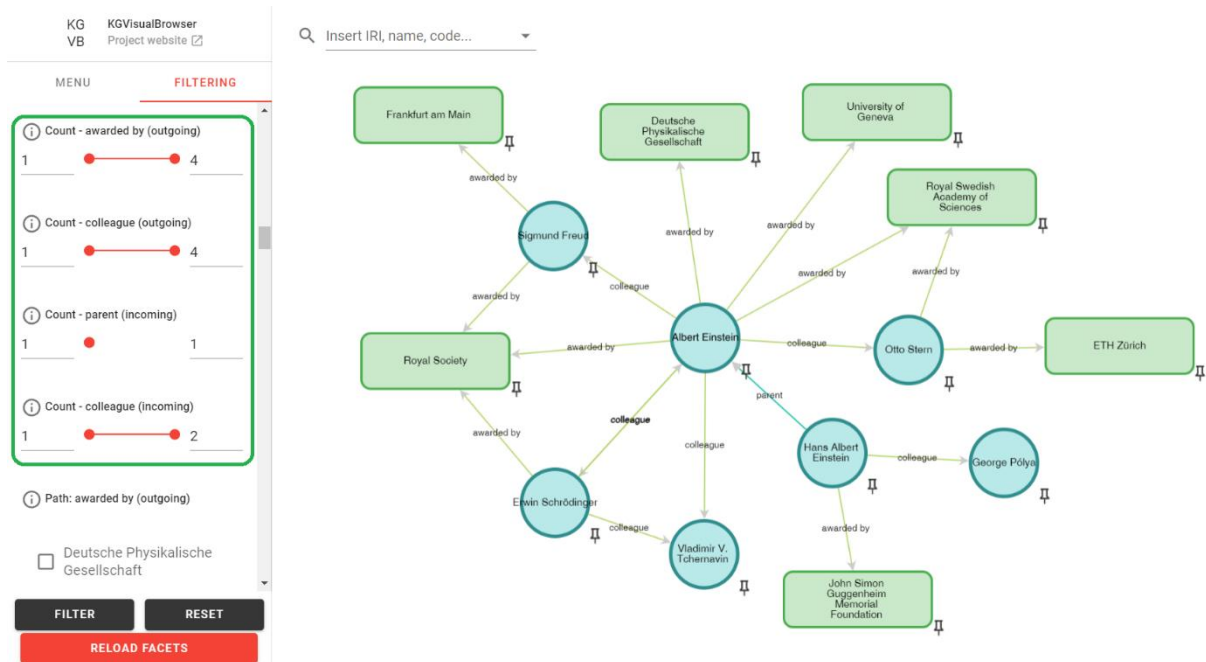 KG
VB
KGVisualBrowser
Project website
Insert IRI, name, code...
MENU
FILTERING
Count - awarded by (outgoing)
1
4
Count - colleague (outgoing)
1
4
Count - parent (incoming)
1
1
Count - colleague (incoming)
1
2
Path: awarded by (outgoing)
Deutsche Physikalische
Gesellschaft
FILTER
RESET
RELOAD FACETS
Frankfurt am Main
Deutsche
Physikalische
Gesellschaft
University of
Geneva
Royal Swedish
Academy of
Sciences
awarded by
Sigmund Freud
awarded by
awarded by
awarded by
awarded by
awarded by
colleague
Royal Society
awarded by
Albert Einstein
colleague
Otto Stern
awarded by
ETH Zürich
parent
awarded by
colleague
colleague
Hans Albert
Einstein
colleague
George Pólya
Erwin Schrödinger
colleague
Vladimir V.
Tchernavin
awarded by
John Simon
Guggenheim
Memorial
Foundation